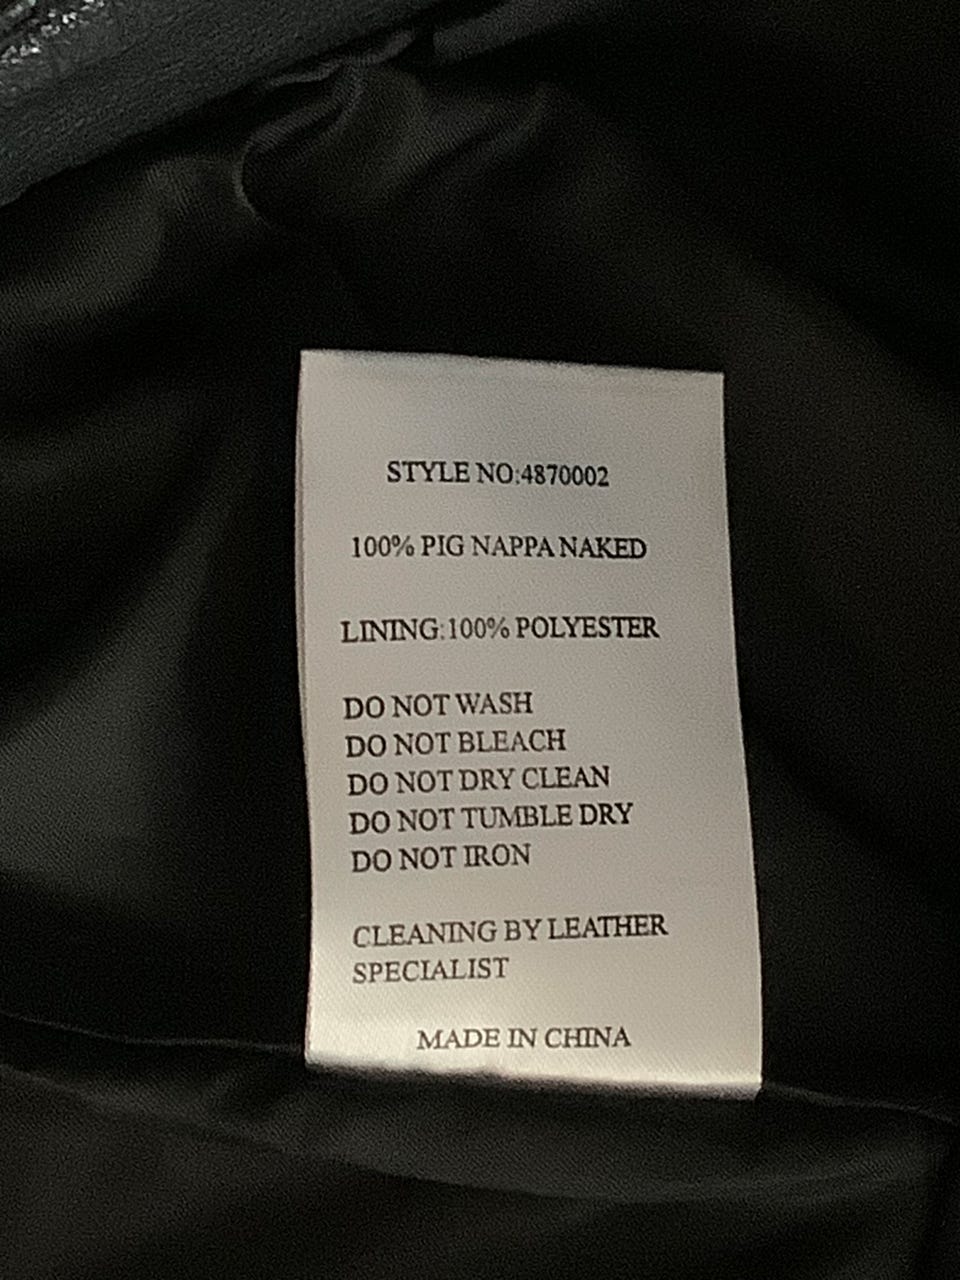 STYLE NO:4870002
100% PIG NAPPA NAKED
LINING:100% POLYESTER
DO NOT WASH
DO NOT BLEACH
DO NOT DRY CLEAN
DO NOT TUMBLE DRY
DO NOT IRON
CLEANING BY LEATHER
SPECIALIST
MADE IN CHINA